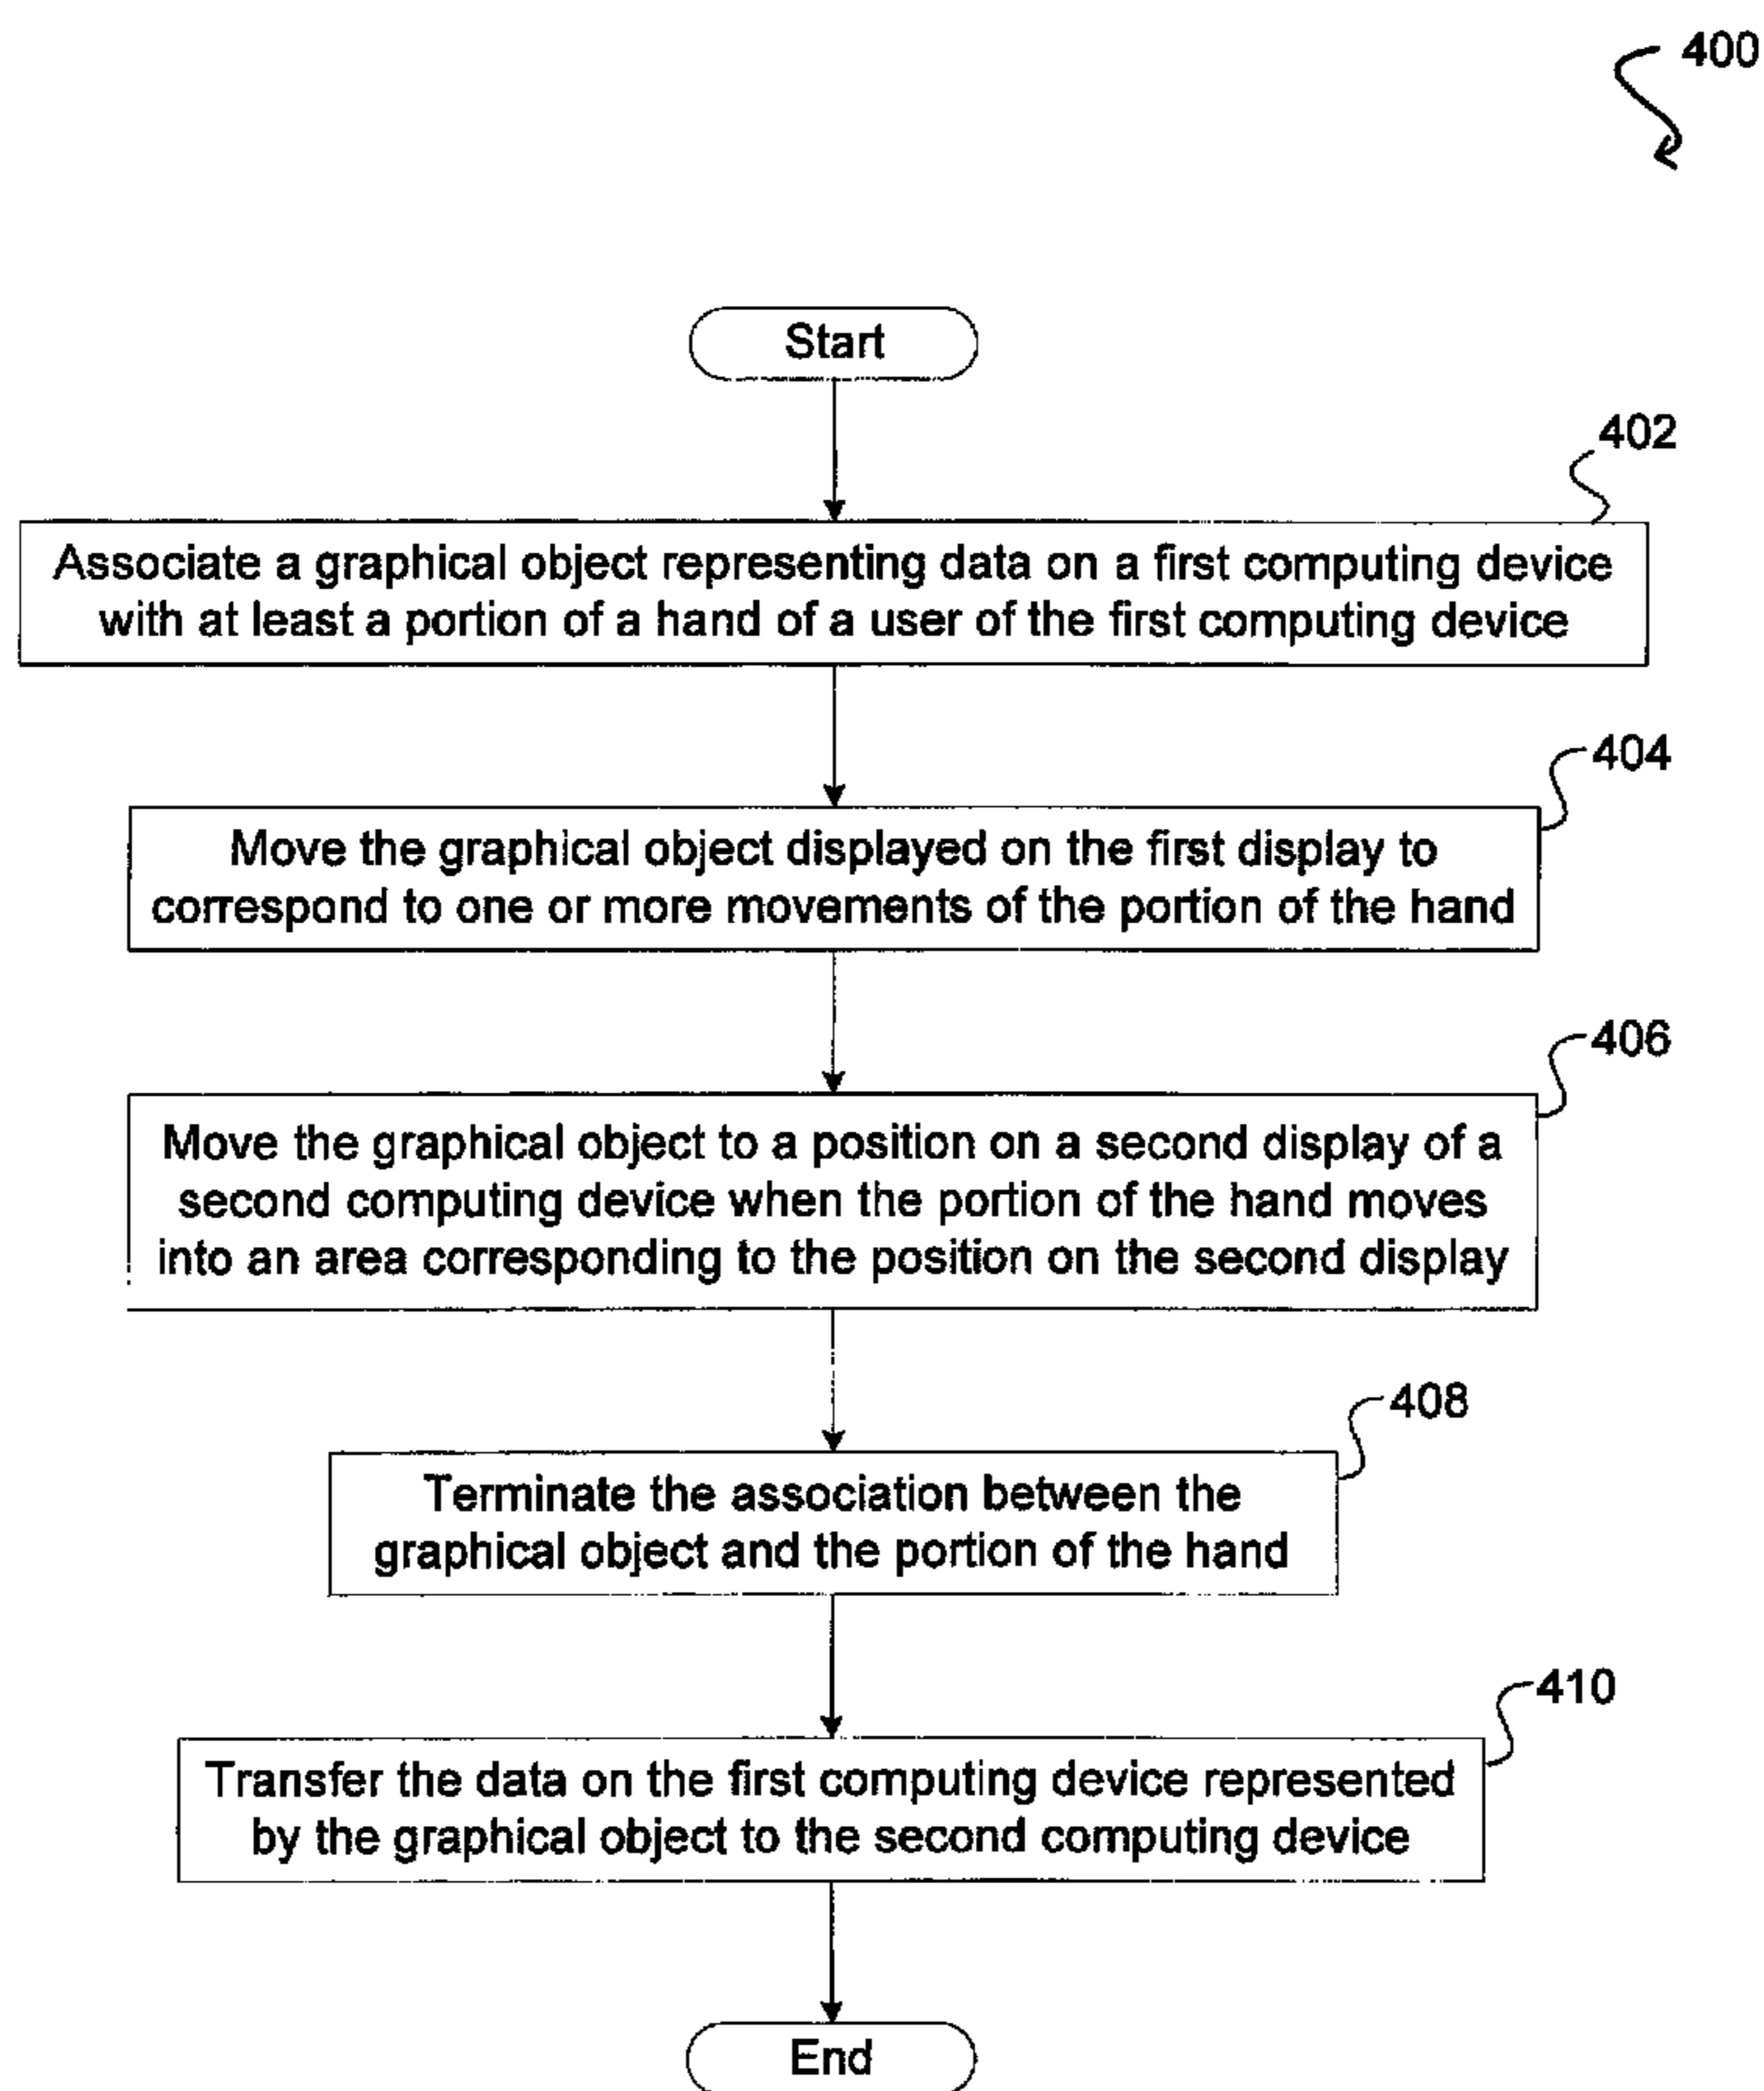 400
Start
402
Associate a graphical object representing data on a first computing device
with at least a portion of a hand of a user of the first computing device
404
Move the graphical object displayed on the first display to
correspond to one or more movements of the portion of the hand
406
Move the graphical object to a position on a second display of a
second computing device when the portion of the hand moves
into an area corresponding to the position on the second display
408
Terminate the association between the
graphical object and the portion of the hand
410
Transfer the data on the first computing device represented
by the graphical object to the second computing device
End